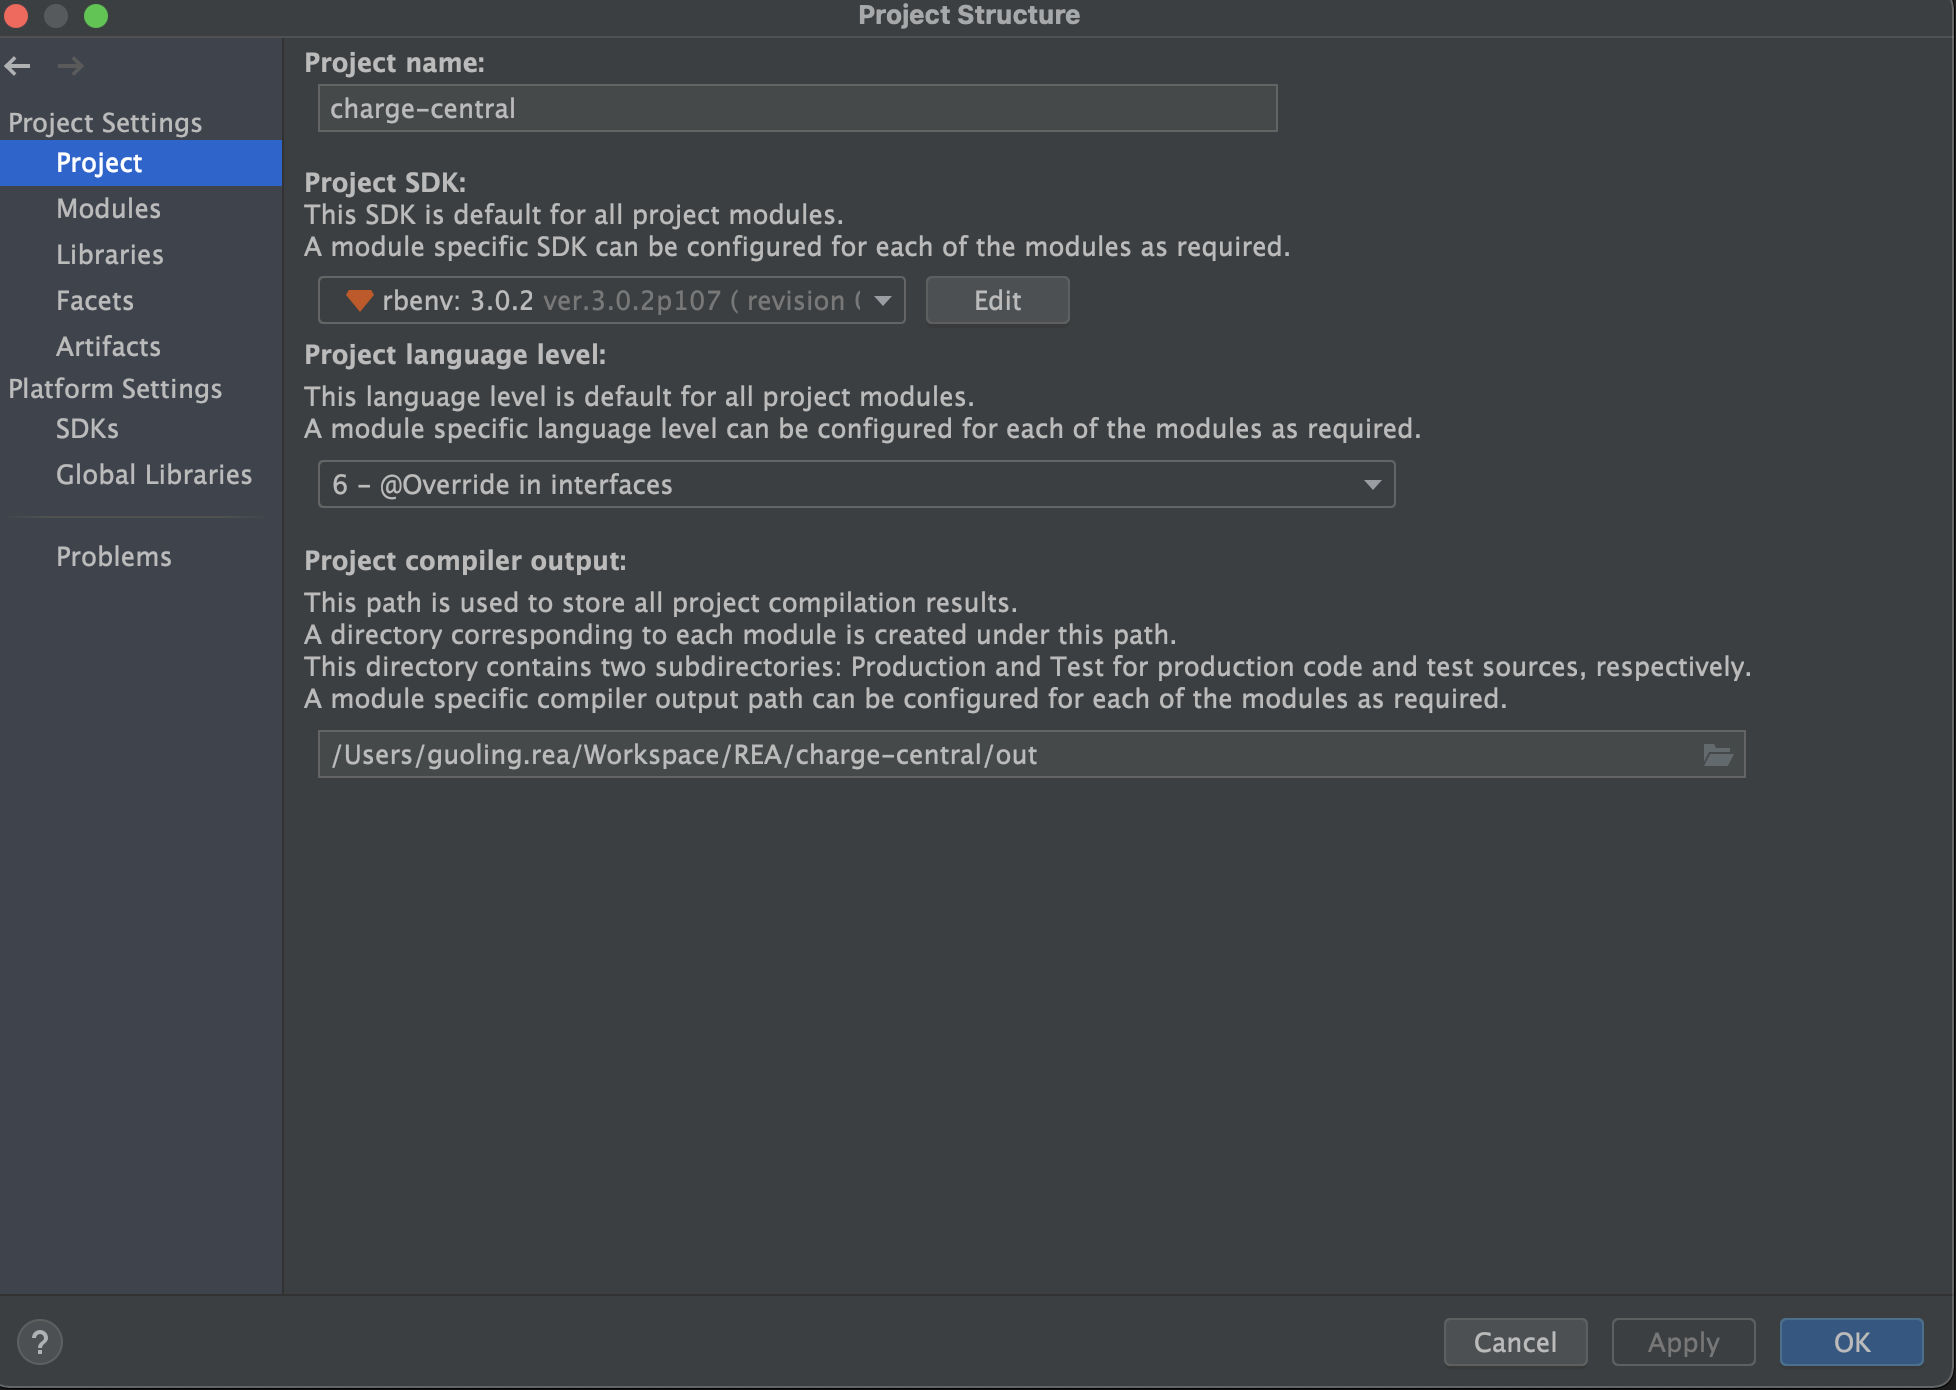 Project Structure
Project Settings
Project
Modules
Libraries
Facets
Artifacts
Platform Settings
SDKs
Global Libraries
Problems
Project name:
charge-central
Project SDK:
This SDK is default for all project modules.
A module specific SDK can be configured for each of the modules as required.
rbenv: 3.0.2 ver.3.0.2p107 ( revision (
Edit
Project language level:
This language level is default for all project modules.
A module specific language level can be configured for each of the modules as required.
6 – @Override in interfaces
Project compiler output:
This path is used to store all project compilation results.
A directory corresponding to each module is created under this path.
This directory contains two subdirectories: Production and Test for production code and test sources, respectively.
A module specific compiler output path can be configured for each of the modules as required.
/Users/guoling.rea/Workspace/REA/charge-central/out
?
Cancel
Apply
OK